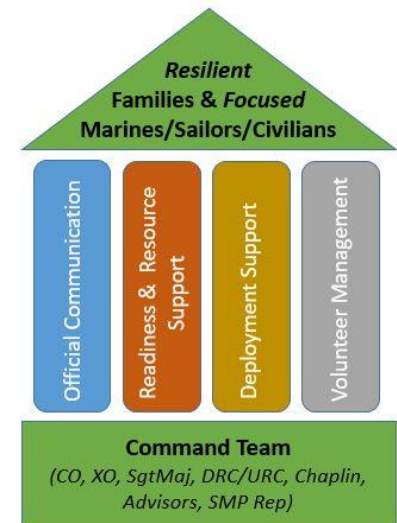 Resilient
Families & Focused
Marines/Sailors/Civilians
Official Communication
Readiness & Resource
Support
Deployment Support
Volunteer Management
Command Team
(CO, XO, SgtMaj, DRC/URC, Chaplin,
Advisors, SMP Rep)